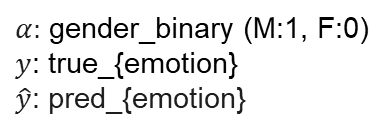 𝛼: gender_binary (M:1, F:0)
𝑦: true_{emotion}
𝑦̂: pred_{emotion}